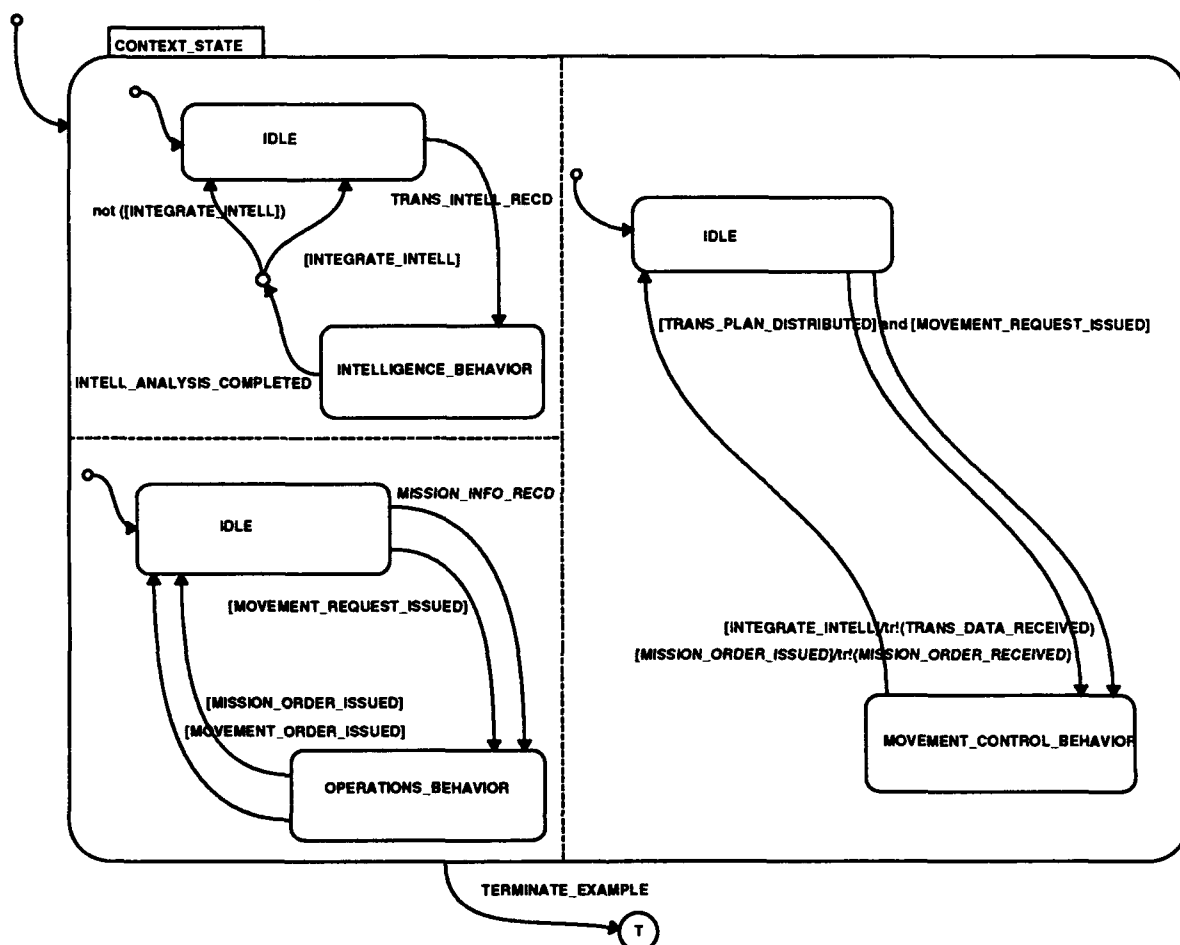 CONTEXT_STATE
IDLE
TRANS_INTELL_RECD
not ([INTEGRATE_INTELL])
[INTEGRATE_INTELL]
INTELLIGENCE_BEHAVIOR
INTELL_ANALYSIS_COMPLETED
MISSION_INFO_RECD
IDLE
[MOVEMENT_REQUEST_ISSUED]
[MISSION_ORDER_ISSUED]
[MOVEMENT_ORDER_ISSUED]
OPERATIONS_BEHAVIOR
IDLE
[TRANS_PLAN_DISTRIBUTED] and [MOVEMENT_REQUEST_ISSUED]
[INTEGRATE_INTELL]/tr!(TRANS_DATA_RECEIVED)
[MISSION_ORDER_ISSUED]/tr!(MISSION_ORDER_RECEIVED)
MOVEMENT_CONTROL_BEHAVIOR
TERMINATE_EXAMPLE
T